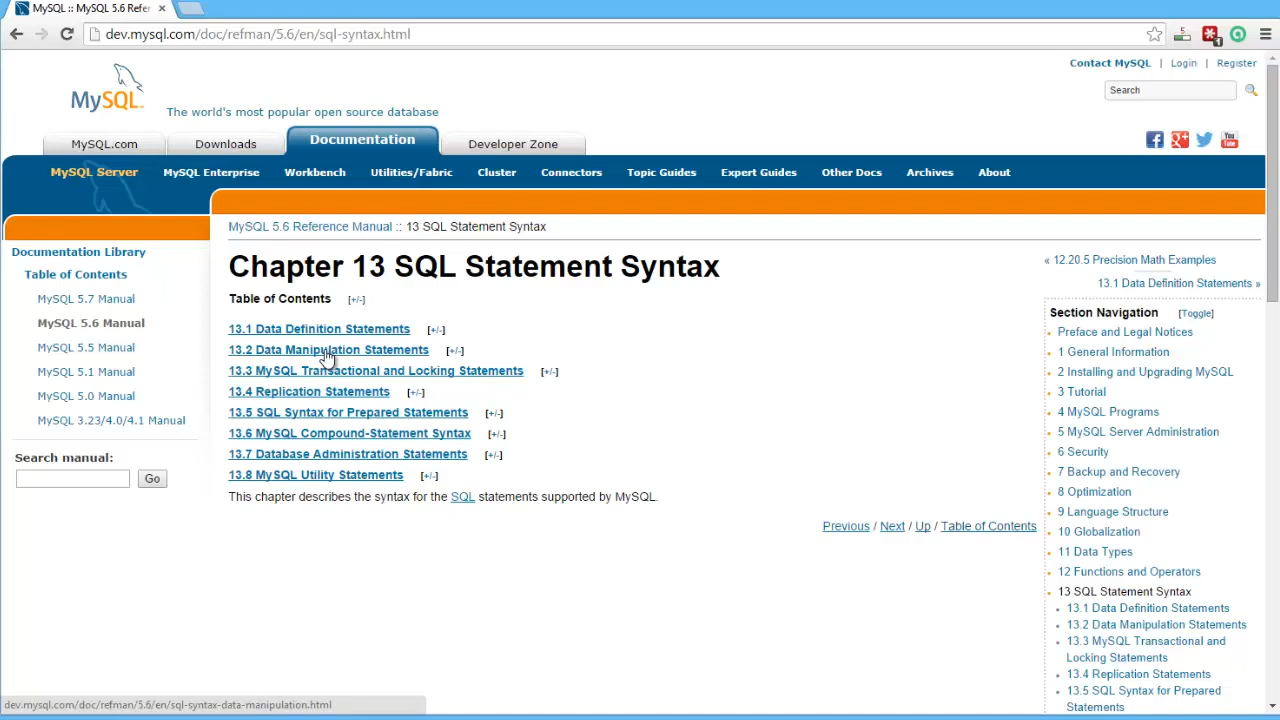 MySQL :: MySQL 5.6 Refer
dev.mysql.com/doc/refman/5.6/en/sql-syntax.html
5
1
Contact MySQL | Login | Register
MySQL
The world's most popular open source database
Search
MySQL.com
Downloads
Documentation
Developer Zone
You Tube
MySQL Server
MySQL Enterprise
Workbench
Utilities/Fabric
Cluster
Connectors
Topic Guides
Expert Guides
Other Docs
Archives
About
Documentation Library
Table of Contents
MySQL 5.7 Manual
MySQL 5.6 Manual
MySQL 5.5 Manual
MySQL 5.1 Manual
MySQL 5.0 Manual
MySQL 3.23/4.0/4.1 Manual
Search manual:
Go
MySQL 5.6 Reference Manual :: 13 SQL Statement Syntax
Chapter 13 SQL Statement Syntax
Table of Contents [+/-]
13.1 Data Definition Statements [+/-]
13.2 Data Manipulation Statements [+/-]
13.3 MySQL Transactional and Locking Statements [+/-]
13.4 Replication Statements [+/-]
13.5 SQL Syntax for Prepared Statements [+/-]
13.6 MySQL Compound-Statement Syntax [+/-]
13.7 Database Administration Statements [+/-]
13.8 MySQL Utility Statements [+/-]
This chapter describes the syntax for the SQL statements supported by MySQL.
Previous / Next / Up / Table of Contents
« 12.20.5 Precision Math Examples
13.1 Data Definition Statements »
Section Navigation [Toggle]
Preface and Legal Notices
1 General Information
2 Installing and Upgrading MySQL
3 Tutorial
4 MySQL Programs
5 MySQL Server Administration
6 Security
7 Backup and Recovery
8 Optimization
9 Language Structure
10 Globalization
11 Data Types
12 Functions and Operators
13 SQL Statement Syntax
13.1 Data Definition Statements
13.2 Data Manipulation Statements
13.3 MySQL Transactional and
Locking Statements
13.4 Replication Statements
13.5 SQL Syntax for Prepared
Statements
dev.mysql.com/doc/refman/5.6/en/sql-syntax-data-manipulation.html